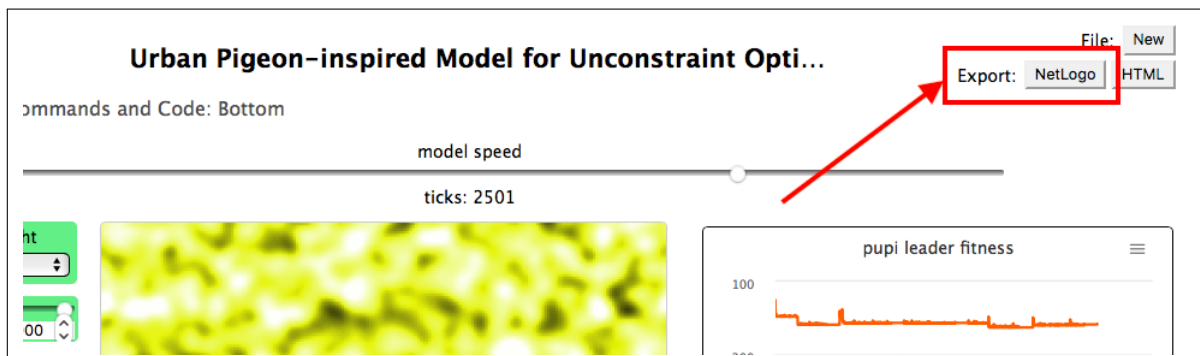 File: New
Urban Pigeon-inspired Model for Unconstraint Opti...
Export: NetLogo HTML
ommands and Code: Bottom
model speed
ticks: 2501
ht
pupi leader fitness
100
00
200